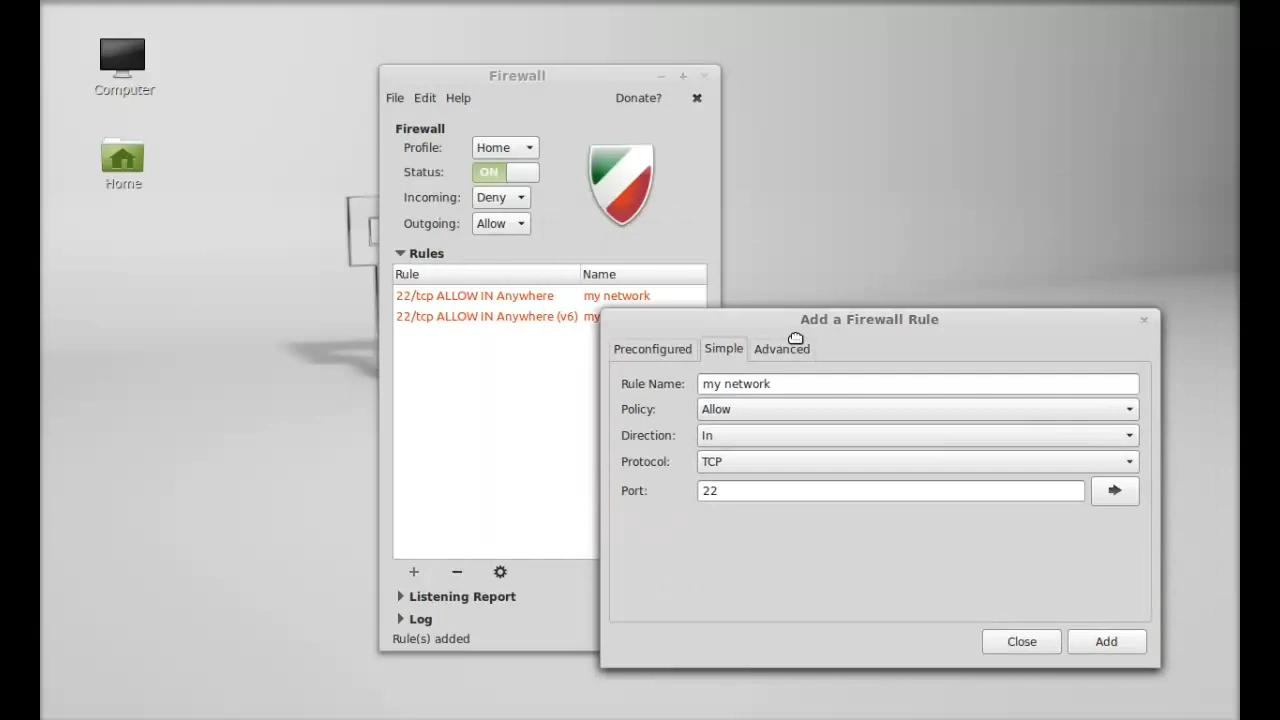 Computer
Home
Firewall
File Edit Help Donate?
Firewall
Profile: Home
Status: ON
Incoming: Deny
Outgoing: Allow
Rules
Rule Name
22/tcp ALLOW IN Anywhere my network
22/tcp ALLOW IN Anywhere (v6) my
Listening Report
Log
Rule(s) added
Add a Firewall Rule
Preconfigured Simple Advanced
Rule Name: my network
Policy: Allow
Direction: In
Protocol: TCP
Port: 22
Close Add